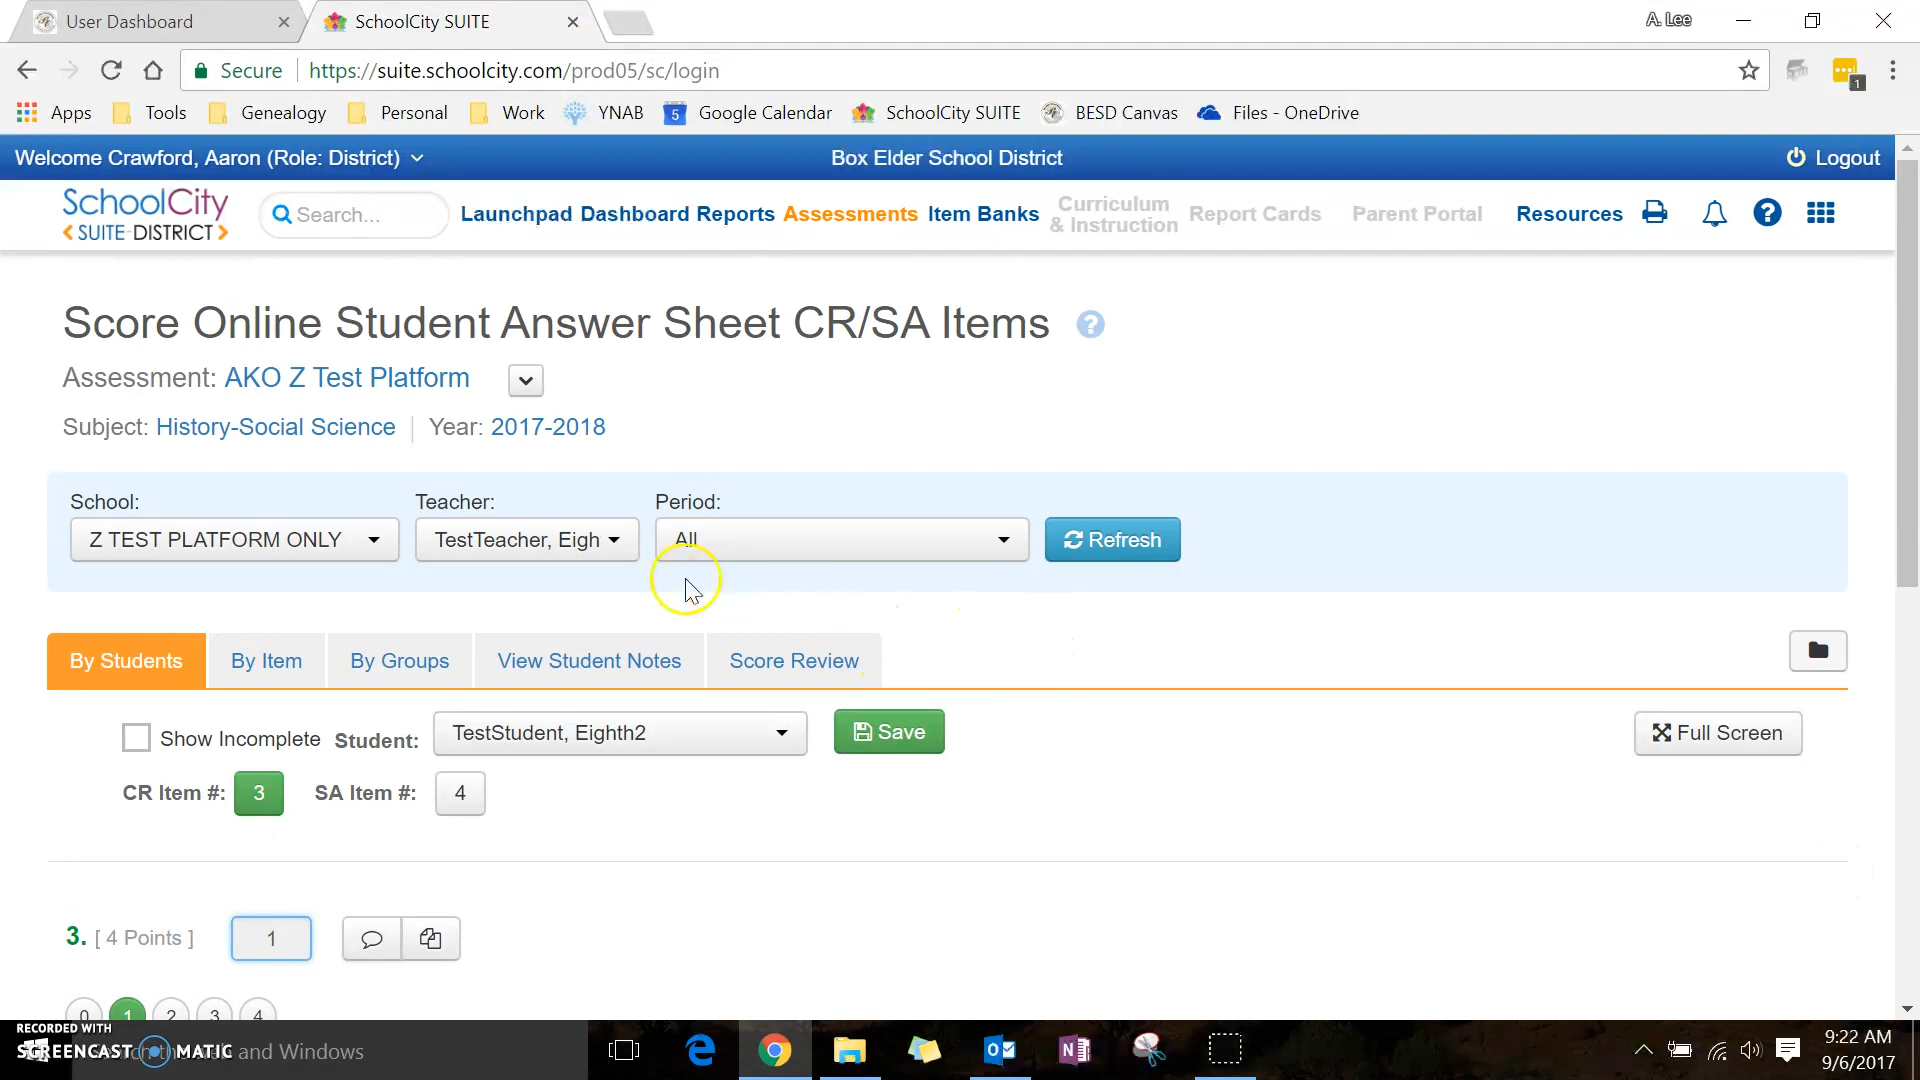 User Dashboard
SchoolCity SUITE
A. Lee
Secure
https://suite.schoolcity.com/prod05/sc/login
1
Apps
Tools
Genealogy
Personal
Work
YNAB
5
Google Calendar
SchoolCity SUITE
BESD Canvas
Files - OneDrive
Welcome Crawford, Aaron (Role: District)
Box Elder School District
Logout
SchoolCity
SUITE-DISTRICT
Search...
Launchpad
Dashboard
Reports
Assessments
Item Banks
Curriculum
& Instruction
Report Cards
Parent Portal
Resources
Score Online Student Answer Sheet CR/SA Items
Assessment: AKO Z Test Platform
Subject: History-Social Science
Year: 2017-2018
School:
Teacher:
Period:
Z TEST PLATFORM ONLY
TestTeacher, Eigh
All
Refresh
By Students
By Item
By Groups
View Student Notes
Score Review
Show Incomplete
Student:
TestStudent, Eighth2
Save
Full Screen
CR Item #: 3
SA Item #: 4
3. [ 4 Points ]
1
0 1 2 3 4
RECORDED WITH
SCREENCAST MATIC
and Windows
9:22 AM
9/6/2017